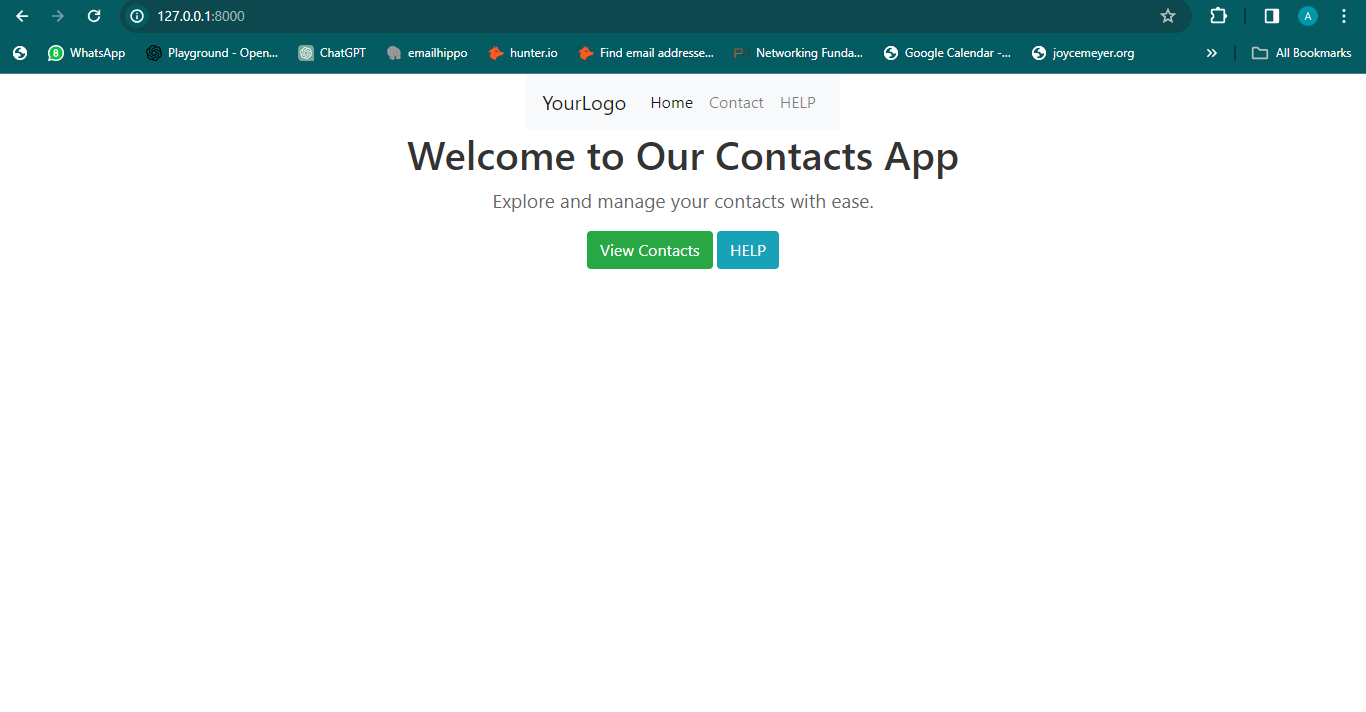 127.0.0.1:8000
A
8 WhatsApp Playground - Open... ChatGPT emailhippo hunter.io Find email addresse... Networking Funda... Google Calendar -... joycemeyer.org » All Bookmarks
YourLogo Home Contact HELP
Welcome to Our Contacts App
Explore and manage your contacts with ease.
View Contacts HELP